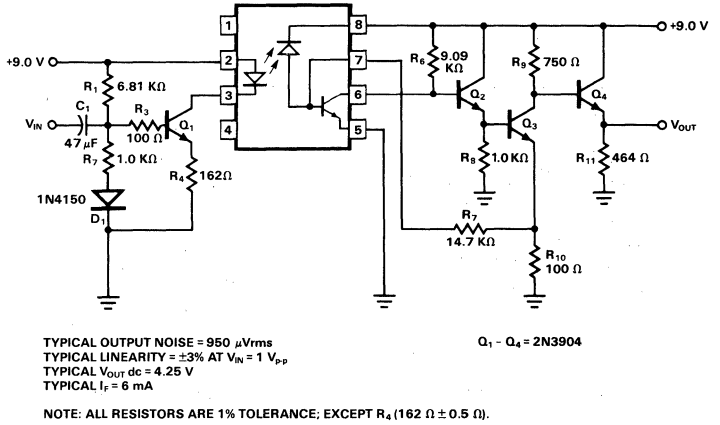 1
8
+9.0 V
+9.0 V
2
7
R6
9.09 KΩ
R9
750 Ω
R1
6.81 KΩ
3
6
Q2
Q3
Q4
C1
R3
VIN
47 μF
100 Ω
Q1
4
5
VOUT
R7
1.0 KΩ
R4
162Ω
R8
1.0 KΩ
R11
464 Ω
1N4150
D1
R7
14.7 KΩ
R10
100 Ω
TYPICAL OUTPUT NOISE = 950 μVrms
TYPICAL LINEARITY = ±3% AT VIN = 1 Vp-p
TYPICAL VOUT dc = 4.25 V
TYPICAL IF = 6 mA
Q1 - Q4 = 2N3904
NOTE: ALL RESISTORS ARE 1% TOLERANCE; EXCEPT R4 (162 Ω ± 0.5 Ω).